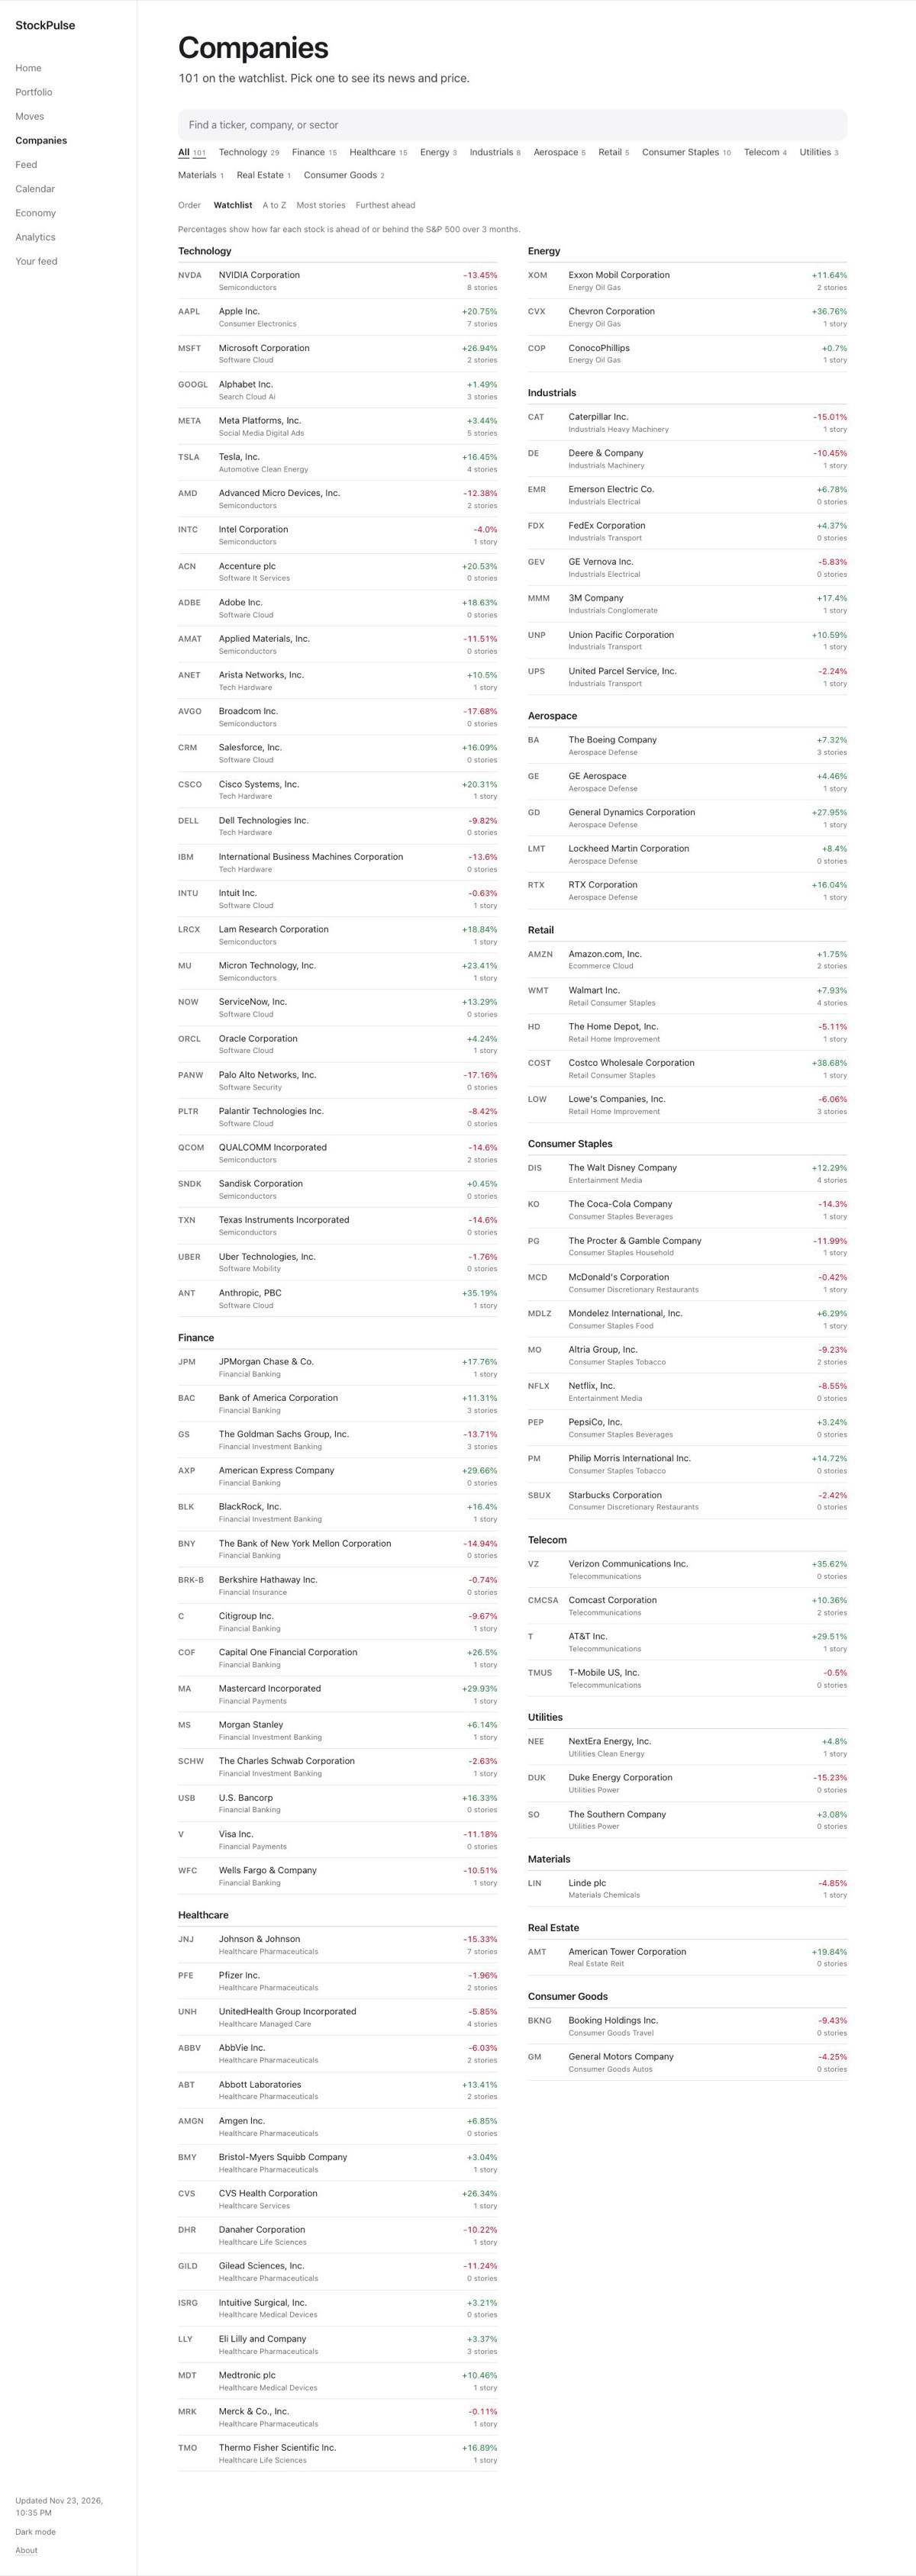 StockPulse
Home
Portfolio
Moves
Companies
Feed
Calendar
Economy
Analytics
Your feed
Companies
101 on the watchlist. Pick one to see its news and price.
Find a ticker, company, or sector
All 101 Technology 29 Finance 15 Healthcare 15 Energy 3 Industrials 8 Aerospace 5 Retail 5 Consumer Staples 10 Telecom 4 Utilities 3
Materials 1 Real Estate 1 Consumer Goods 2
Order Watchlist A to Z Most stories Furthest ahead
Percentages show how far each stock is ahead of or behind the S&P 500 over 3 months.
Technology
NVDA NVIDIA Corporation -13.45%
Semiconductors 8 stories
AAPL Apple Inc. +20.75%
Consumer Electronics 7 stories
MSFT Microsoft Corporation +26.94%
Software Cloud 2 stories
GOOGL Alphabet Inc. +1.49%
Search Cloud Ai 3 stories
META Meta Platforms, Inc. +3.44%
Social Media Digital Ads 5 stories
TSLA Tesla, Inc. +16.45%
Automotive Clean Energy 4 stories
AMD Advanced Micro Devices, Inc. -12.38%
Semiconductors 2 stories
INTC Intel Corporation -4.0%
Semiconductors 1 story
ACN Accenture plc +20.53%
Software It Services 0 stories
ADBE Adobe Inc. +18.63%
Software Cloud 0 stories
AMAT Applied Materials, Inc. -11.51%
Semiconductors 0 stories
ANET Arista Networks, Inc. +10.5%
Tech Hardware 1 story
AVGO Broadcom Inc. -17.68%
Semiconductors 0 stories
CRM Salesforce, Inc. +16.09%
Software Cloud 0 stories
CSCO Cisco Systems, Inc. +20.31%
Tech Hardware 1 story
DELL Dell Technologies Inc. -9.82%
Tech Hardware 0 stories
IBM International Business Machines Corporation -13.6%
Tech Hardware 0 stories
INTU Intuit Inc. -0.63%
Software Cloud 1 story
LRCX Lam Research Corporation +18.84%
Semiconductors 1 story
MU Micron Technology, Inc. +23.41%
Semiconductors 1 story
NOW ServiceNow, Inc. +13.29%
Software Cloud 0 stories
ORCL Oracle Corporation +4.24%
Software Cloud 1 story
PANW Palo Alto Networks, Inc. -17.16%
Software Security 0 stories
PLTR Palantir Technologies Inc. -8.42%
Software Cloud 0 stories
QCOM QUALCOMM Incorporated -14.6%
Semiconductors 2 stories
SNDK Sandisk Corporation +0.45%
Semiconductors 0 stories
TXN Texas Instruments Incorporated -14.6%
Semiconductors 0 stories
UBER Uber Technologies, Inc. -1.76%
Software Mobility 0 stories
ANT Anthropic, PBC +35.19%
Software Cloud 1 story
Finance
JPM JPMorgan Chase & Co. +17.76%
Financial Banking 1 story
BAC Bank of America Corporation +11.31%
Financial Banking 3 stories
GS The Goldman Sachs Group, Inc. -13.71%
Financial Investment Banking 3 stories
AXP American Express Company +29.66%
Financial Banking 0 stories
BLK BlackRock, Inc. +16.4%
Financial Investment Banking 1 story
BNY The Bank of New York Mellon Corporation -14.94%
Financial Banking 0 stories
BRK-B Berkshire Hathaway Inc. -0.74%
Financial Insurance 0 stories
C Citigroup Inc. -9.67%
Financial Banking 1 story
COF Capital One Financial Corporation +26.5%
Financial Banking 1 story
MA Mastercard Incorporated +29.93%
Financial Payments 1 story
MS Morgan Stanley +6.14%
Financial Investment Banking 1 story
SCHW The Charles Schwab Corporation -2.63%
Financial Investment Banking 1 story
USB U.S. Bancorp +16.33%
Financial Banking 0 stories
V Visa Inc. -11.18%
Financial Payments 0 stories
WFC Wells Fargo & Company -10.51%
Financial Banking 1 story
Healthcare
JNJ Johnson & Johnson -15.33%
Healthcare Pharmaceuticals 7 stories
PFE Pfizer Inc. -1.96%
Healthcare Pharmaceuticals 2 stories
UNH UnitedHealth Group Incorporated -5.85%
Healthcare Managed Care 4 stories
ABBV AbbVie Inc. -6.03%
Healthcare Pharmaceuticals 2 stories
ABT Abbott Laboratories +13.41%
Healthcare Pharmaceuticals 2 stories
AMGN Amgen Inc. +6.85%
Healthcare Pharmaceuticals 0 stories
BMY Bristol-Myers Squibb Company +3.04%
Healthcare Pharmaceuticals 1 story
CVS CVS Health Corporation +26.34%
Healthcare Services 1 story
DHR Danaher Corporation -10.22%
Healthcare Life Sciences 1 story
GILD Gilead Sciences, Inc. -11.24%
Healthcare Pharmaceuticals 0 stories
ISRG Intuitive Surgical, Inc. +3.21%
Healthcare Medical Devices 0 stories
LLY Eli Lilly and Company +3.37%
Healthcare Pharmaceuticals 3 stories
MDT Medtronic plc +10.46%
Healthcare Medical Devices 1 story
MRK Merck & Co., Inc. -0.11%
Healthcare Pharmaceuticals 1 story
TMO Thermo Fisher Scientific Inc. +16.89%
Healthcare Life Sciences 1 story
Energy
XOM Exxon Mobil Corporation +11.64%
Energy Oil Gas 2 stories
CVX Chevron Corporation +36.76%
Energy Oil Gas 1 story
COP ConocoPhillips +0.7%
Energy Oil Gas 1 story
Industrials
CAT Caterpillar Inc. -15.01%
Industrials Heavy Machinery 1 story
DE Deere & Company -10.45%
Industrials Machinery 1 story
EMR Emerson Electric Co. +6.78%
Industrials Electrical 0 stories
FDX FedEx Corporation +4.37%
Industrials Transport 0 stories
GEV GE Vernova Inc. -5.83%
Industrials Electrical 0 stories
MMM 3M Company +17.4%
Industrials Conglomerate 1 story
UNP Union Pacific Corporation +10.59%
Industrials Transport 1 story
UPS United Parcel Service, Inc. -2.24%
Industrials Transport 1 story
Aerospace
BA The Boeing Company +7.32%
Aerospace Defense 3 stories
GE GE Aerospace +4.46%
Aerospace Defense 1 story
GD General Dynamics Corporation +27.95%
Aerospace Defense 1 story
LMT Lockheed Martin Corporation +8.4%
Aerospace Defense 0 stories
RTX RTX Corporation +16.04%
Aerospace Defense 1 story
Retail
AMZN Amazon.com, Inc. +1.75%
Ecommerce Cloud 2 stories
WMT Walmart Inc. +7.93%
Retail Consumer Staples 4 stories
HD The Home Depot, Inc. -5.11%
Retail Home Improvement 1 story
COST Costco Wholesale Corporation +38.68%
Retail Consumer Staples 1 story
LOW Lowe's Companies, Inc. -6.06%
Retail Home Improvement 3 stories
Consumer Staples
DIS The Walt Disney Company +12.29%
Entertainment Media 4 stories
KO The Coca-Cola Company -14.3%
Consumer Staples Beverages 1 story
PG The Procter & Gamble Company -11.99%
Consumer Staples Household 1 story
MCD McDonald's Corporation -0.42%
Consumer Discretionary Restaurants 1 story
MDLZ Mondelez International, Inc. +6.29%
Consumer Staples Food 1 story
MO Altria Group, Inc. -9.23%
Consumer Staples Tobacco 2 stories
NFLX Netflix, Inc. -8.55%
Entertainment Media 0 stories
PEP PepsiCo, Inc. +3.24%
Consumer Staples Beverages 0 stories
PM Philip Morris International Inc. +14.72%
Consumer Staples Tobacco 0 stories
SBUX Starbucks Corporation -2.42%
Consumer Discretionary Restaurants 0 stories
Telecom
VZ Verizon Communications Inc. +35.62%
Telecommunications 0 stories
CMCSA Comcast Corporation +10.36%
Telecommunications 2 stories
T AT&T Inc. +29.51%
Telecommunications 1 story
TMUS T-Mobile US, Inc. -0.5%
Telecommunications 0 stories
Utilities
NEE NextEra Energy, Inc. +4.8%
Utilities Clean Energy 1 story
DUK Duke Energy Corporation -15.23%
Utilities Power 0 stories
SO The Southern Company +3.08%
Utilities Power 0 stories
Materials
LIN Linde plc -4.85%
Materials Chemicals 1 story
Real Estate
AMT American Tower Corporation +19.84%
Real Estate Reit 0 stories
Consumer Goods
BKNG Booking Holdings Inc. -9.43%
Consumer Goods Travel 0 stories
GM General Motors Company -4.25%
Consumer Goods Autos 0 stories
Updated Nov 23, 2026,
10:35 PM
Dark mode
About